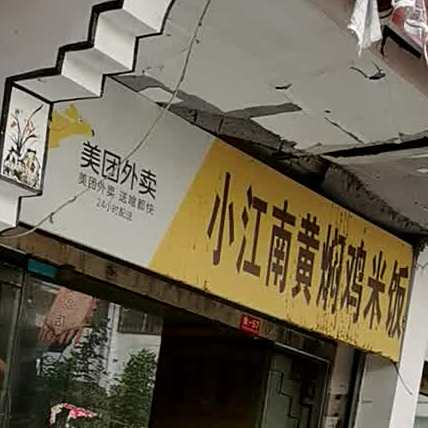 美团外卖
美团外卖 送啥都快
24小时配送
小江南黄焖鸡米饭